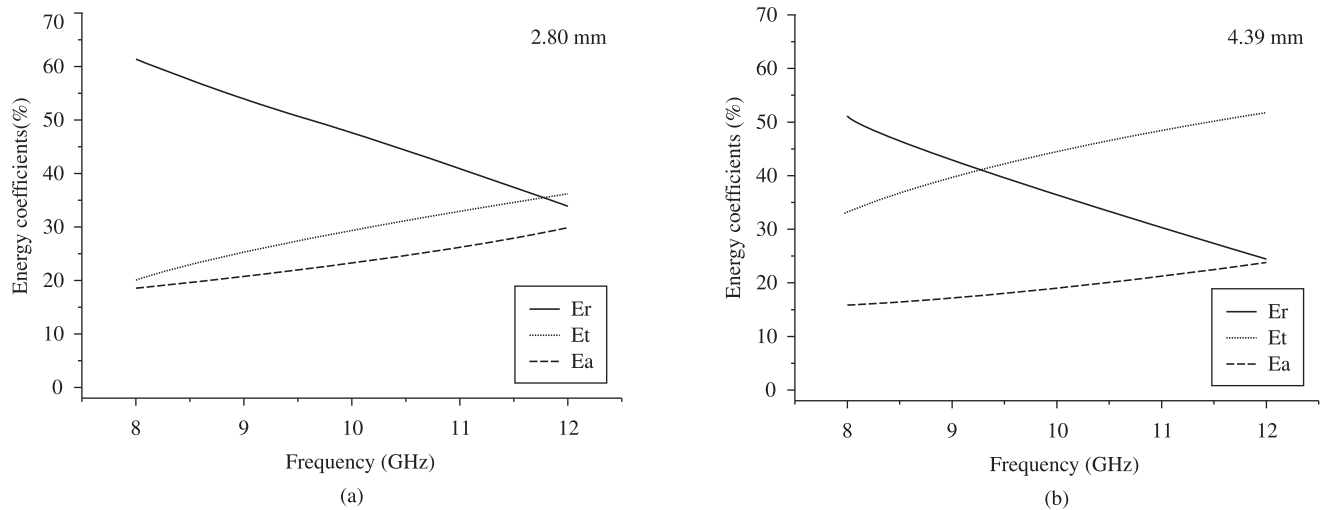 70
60
50
40
30
20
10
0
Energy coefficients(%)
2.80 mm
Er
Et
Ea
8 9 10 11 12
Frequency (GHz)
(a)
70
60
50
40
30
20
10
0
Energy coefficients (%)
4.39 mm
Er
Et
Ea
8 9 10 11 12
Frequency (GHz)
(b)